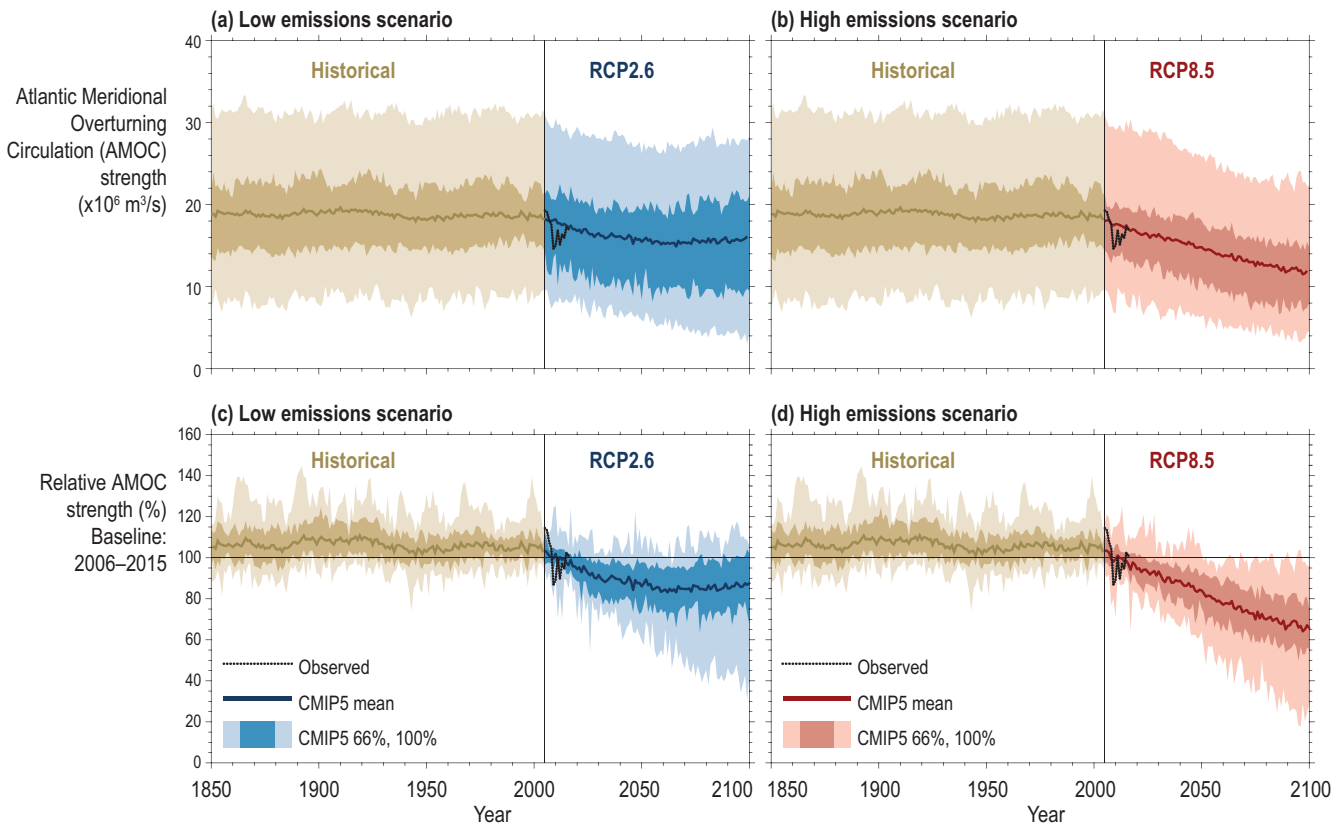 (a) Low emissions scenario
(b) High emissions scenario
Atlantic Meridional
Overturning
Circulation (AMOC)
strength
(x10⁶ m³/s)
40
30
20
10
0
Historical
RCP2.6
Historical
RCP8.5
(c) Low emissions scenario
(d) High emissions scenario
Relative AMOC
strength (%)
Baseline:
2006–2015
160
140
120
100
80
60
40
20
0
Historical
RCP2.6
Historical
RCP8.5
Observed
CMIP5 mean
CMIP5 66%, 100%
Observed
CMIP5 mean
CMIP5 66%, 100%
1850 1900 1950 2000 2050 2100
1850 1900 1950 2000 2050 2100
Year
Year